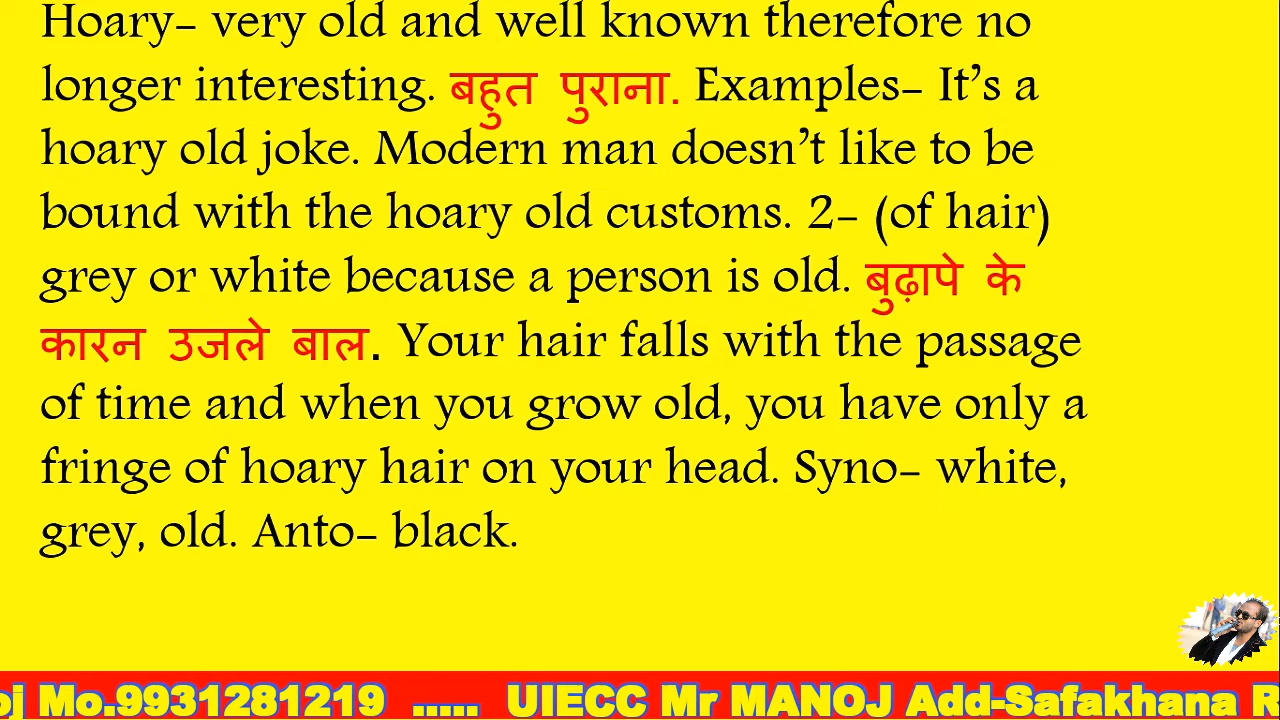 Hoary- very old and well known therefore no
longer interesting. बहुत पुराना. Examples- It’s a
hoary old joke. Modern man doesn’t like to be
bound with the hoary old customs. 2- (of hair)
grey or white because a person is old. बुढ़ापे के
कारन उजले बाल. Your hair falls with the passage
of time and when you grow old, you have only a
fringe of hoary hair on your head. Syno- white,
grey, old. Anto- black.
oj Mo.9931281219 ..... UIECC Mr MANOJ Add-Safakhana R